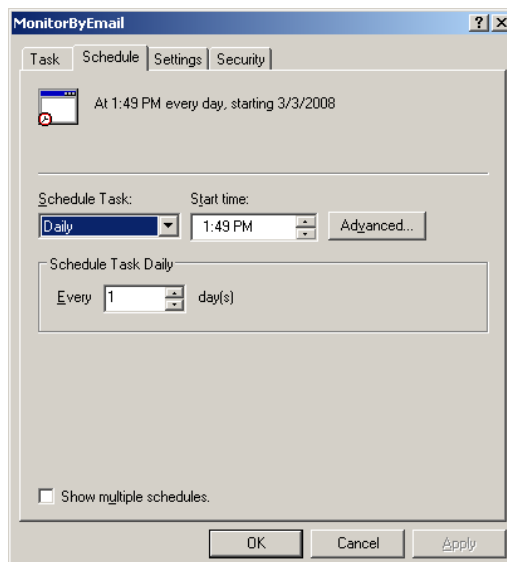 MonitorByEmail
Task Schedule Settings Security
At 1:49 PM every day, starting 3/3/2008
Schedule Task: Start time:
Daily 1:49 PM Advanced...
Schedule Task Daily
Every 1 day(s)
Show multiple schedules.
OK Cancel Apply